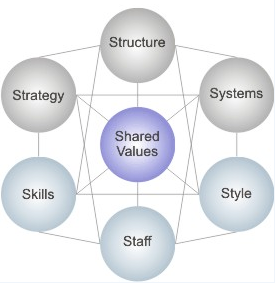 Structure
Strategy
Systems
Shared
Values
Skills
Style
Staff